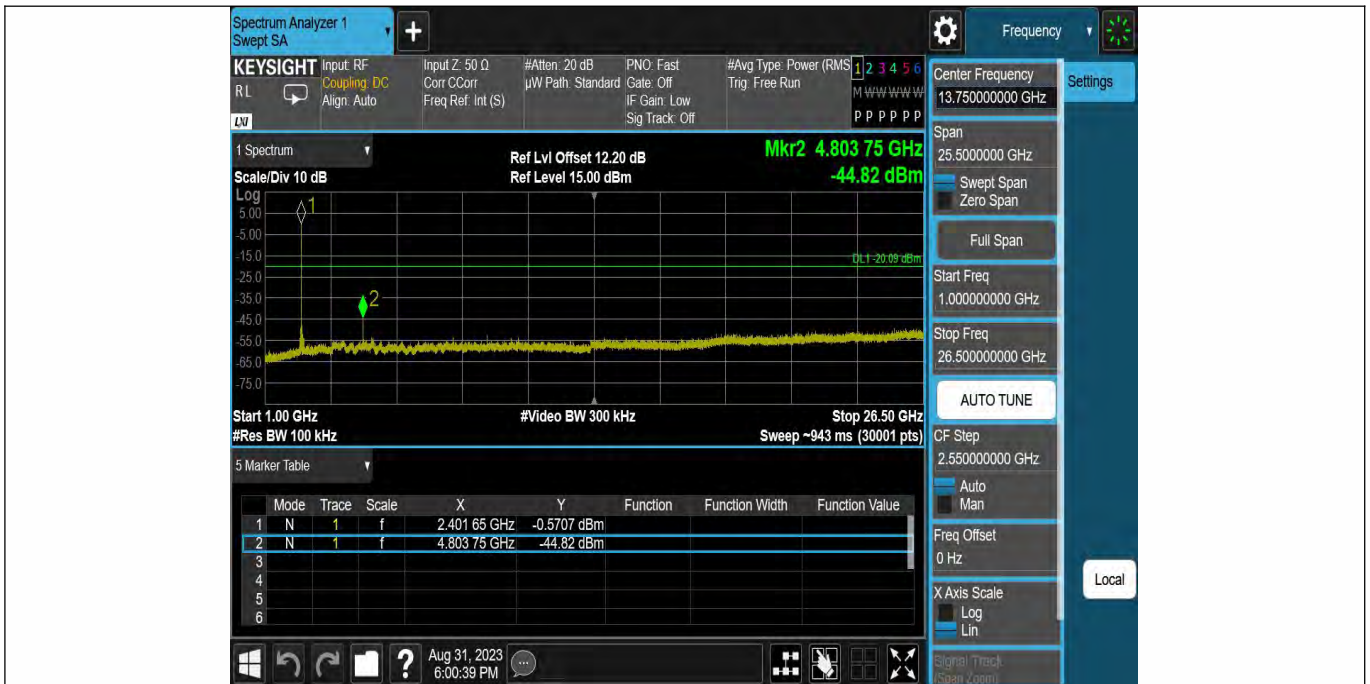 Spectrum Analyzer 1
Swept SA
+
Frequency
KEYSIGHT
RL
LXI
Input: RF
Coupling: DC
Align: Auto
Input Z: 50 Ω
Corr CCorr
Freq Ref: Int (S)
#Atten: 20 dB
µW Path: Standard
PNO: Fast
Gate: Off
IF Gain: Low
Sig Track: Off
#Avg Type: Power (RMS
Trig: Free Run
1 2 3 4 5 6
M W W W W W
P P P P P P
1 Spectrum
Scale/Div 10 dB
Ref Lvl Offset 12.20 dB
Ref Level 15.00 dBm
Mkr2 4.803 75 GHz
-44.82 dBm
Log
5.00
-5.00
-15.0
-25.0
-35.0
-45.0
-55.0
-65.0
-75.0
1
2
DL1 -20.09 dBm
Start 1.00 GHz
#Res BW 100 kHz
#Video BW 300 kHz
Stop 26.50 GHz
Sweep ~943 ms (30001 pts)
5 Marker Table
Mode Trace Scale X Y Function Function Width Function Value
1 N 1 f 2.401 65 GHz -0.5707 dBm
2 N 1 f 4.803 75 GHz -44.82 dBm
3
4
5
6
?
Aug 31, 2023
6:00:39 PM
Center Frequency
13.750000000 GHz
Span
25.5000000 GHz
Swept Span
Zero Span
Full Span
Start Freq
1.000000000 GHz
Stop Freq
26.500000000 GHz
AUTO TUNE
CF Step
2.550000000 GHz
Auto
Man
Freq Offset
0 Hz
X Axis Scale
Log
Lin
Signal Track
(Span Zoom)
Settings
Local